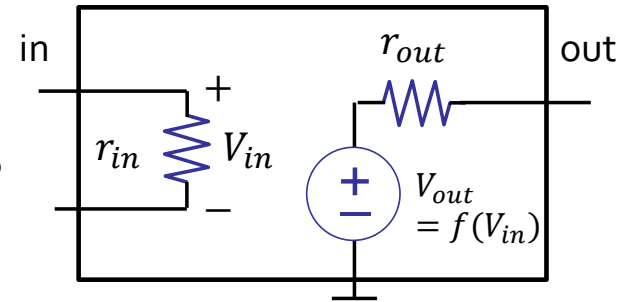 in
r_out
out
+
r_in
V_in
−
+
−
V_out
= f(V_in)